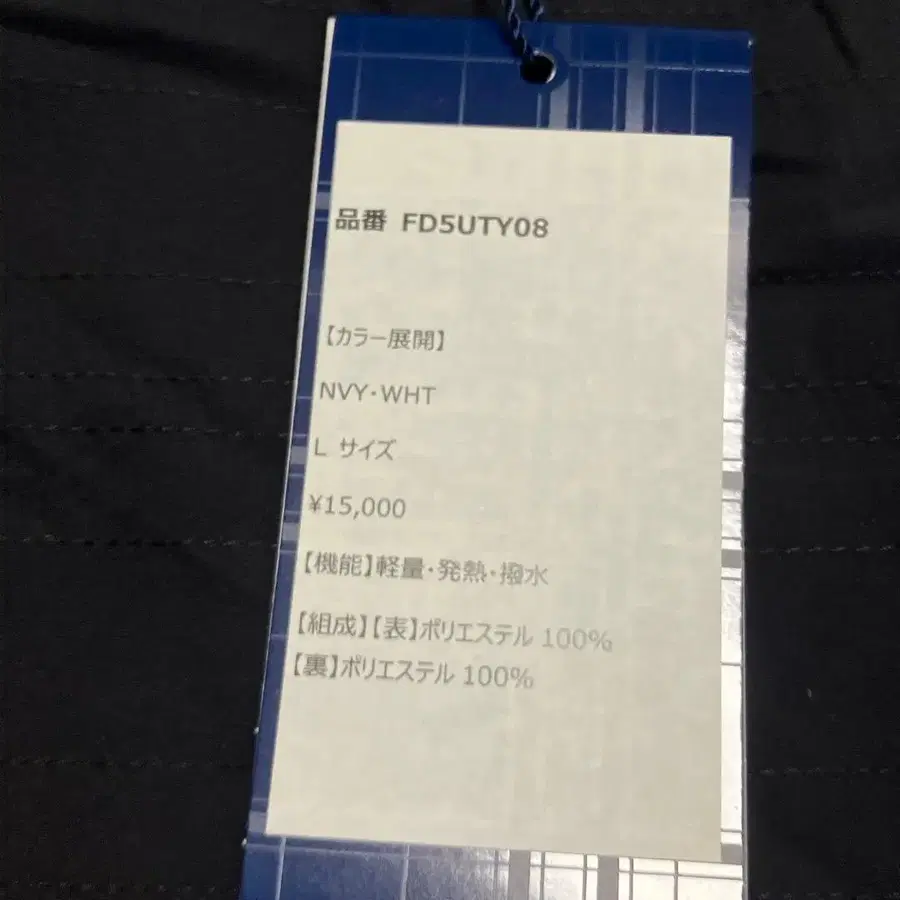 品番 FD5UTY08
【カラー展開】
NVY・WHT
L サイズ
¥15,000
【機能】軽量・発熱・撥水
【組成】【表】ポリエステル 100%
【裏】ポリエステル 100%